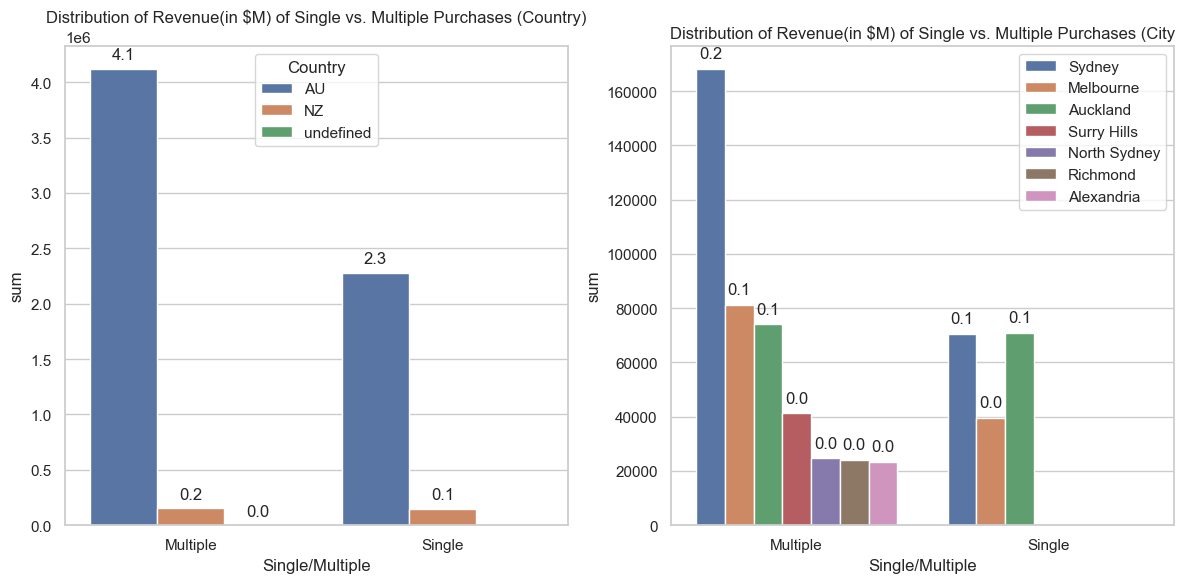 Distribution of Revenue(in $M) of Single vs. Multiple Purchases (Country)
1e6
4.1
Country
AU
NZ
undefined
4.0
3.5
3.0
2.5
2.3
2.0
1.5
1.0
0.5
0.2
0.0
0.1
0.0
sum
Multiple
Single
Single/Multiple
Distribution of Revenue(in $M) of Single vs. Multiple Purchases (City
0.2
Sydney
Melbourne
Auckland
Surry Hills
North Sydney
Richmond
Alexandria
160000
140000
120000
100000
80000
60000
40000
20000
0
0.1
0.1
0.0
0.0
0.0
0.0
0.1
0.0
0.1
sum
Multiple
Single
Single/Multiple